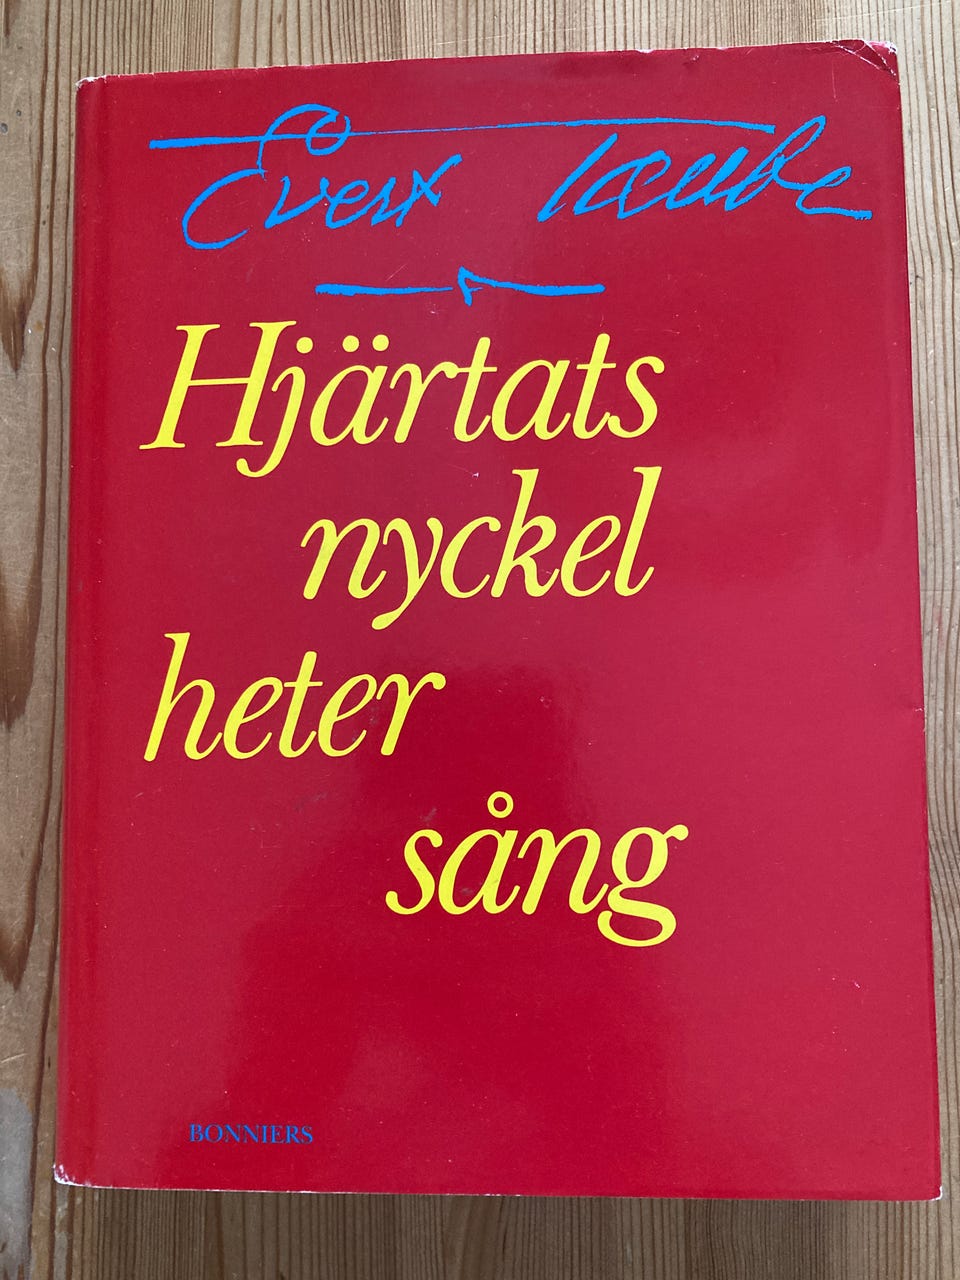 Evert Taube
Hjärtats
nyckel
heter
sång
BONNIERS